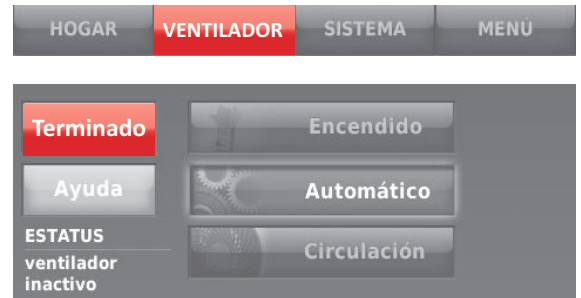 HOGAR VENTILADOR SISTEMA MENÚ
Terminado
Encendido
Ayuda
Automático
ESTATUS
ventilador
inactivo
Circulación